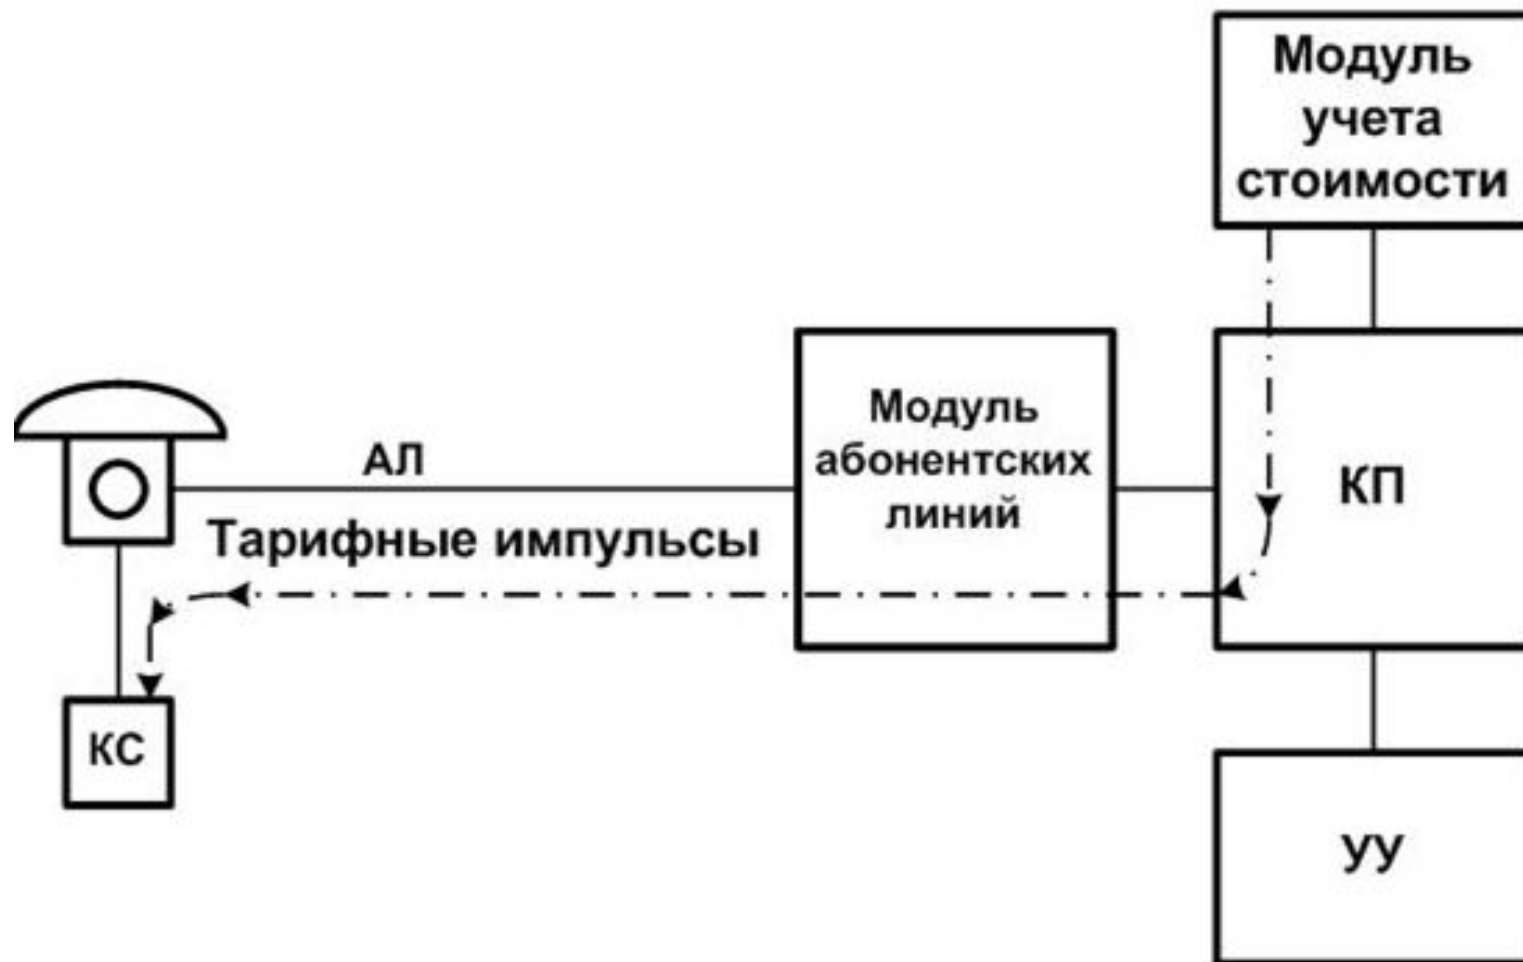 Модуль
учета
стоимости
Модуль
абонентских
линий
КП
АЛ
Тарифные импульсы
КС
УУ